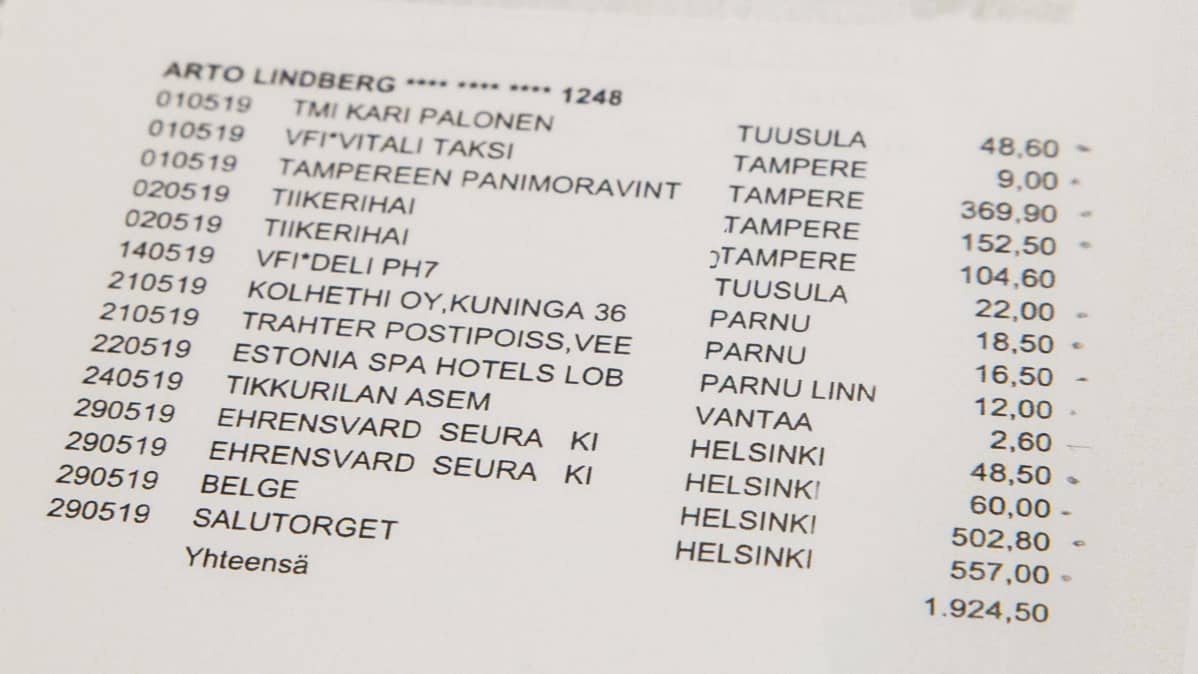 ARTO LINDBERG **** **** **** 1248
010519 TMI KARI PALONEN TUUSULA 48,60
010519 VFI*VITALI TAKSI TAMPERE 9,00
010519 TAMPEREEN PANIMORAVINT TAMPERE 369,90
020519 TIIKERIHAI TAMPERE 152,50
020519 TIIKERIHAI TAMPERE 104,60
140519 VFI*DELI PH7 TUUSULA 22,00
210519 KOLHETHI OY,KUNINGA 36 PARNU 18,50
210519 TRAHTER POSTIPOISS,VEE PARNU 16,50
220519 ESTONIA SPA HOTELS LOB PARNU LINN 12,00
240519 TIKKURILAN ASEM VANTAA 2,60
290519 EHRENSVARD SEURA KI HELSINKI 48,50
290519 EHRENSVARD SEURA KI HELSINKI 60,00
290519 BELGE HELSINKI 502,80
290519 SALUTORGET HELSINKI 557,00
Yhteensä 1.924,50